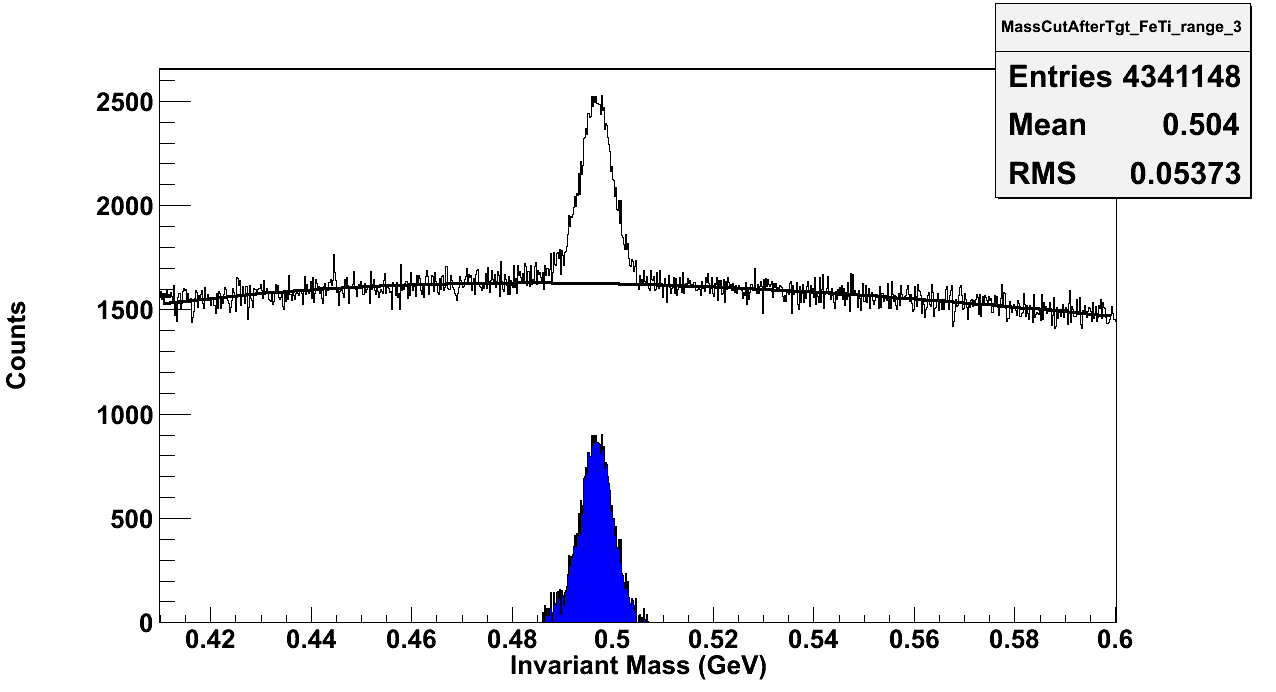 MassCutAfterTgt_FeTi_range_3
Entries 4341148
Mean 0.504
RMS 0.05373
2500
2000
1500
1000
500
0
Counts
0.42 0.44 0.46 0.48 0.5 0.52 0.54 0.56 0.58 0.6
Invariant Mass (GeV)